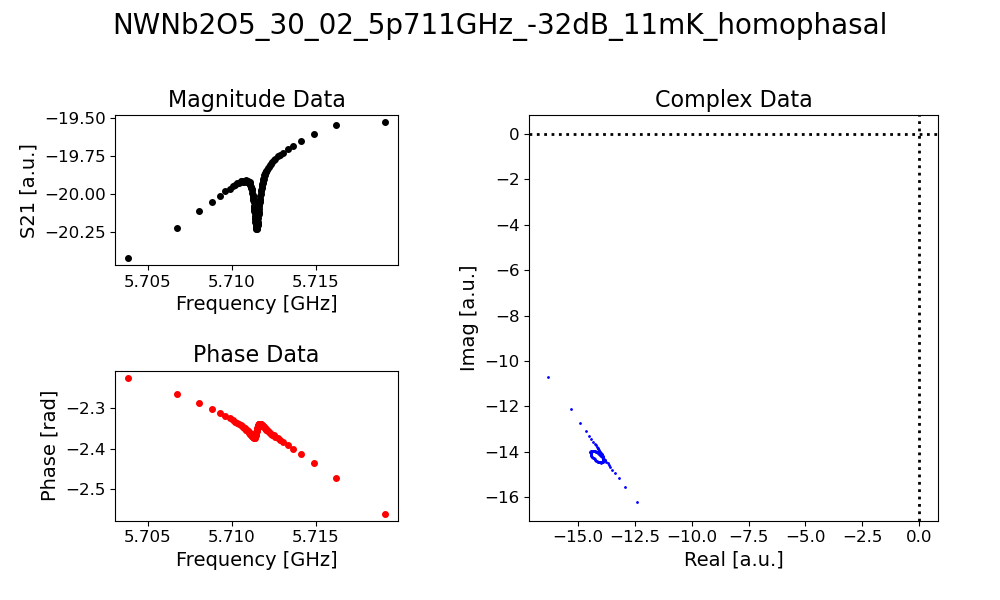 NWNb2O5_30_02_5p711GHz_-32dB_11mK_homophasal
Magnitude Data
−19.50
−19.75
−20.00
−20.25
S21 [a.u.]
5.705
5.710
5.715
Frequency [GHz]
Phase Data
−2.3
−2.4
−2.5
Phase [rad]
5.705
5.710
5.715
Frequency [GHz]
Complex Data
0
−2
−4
−6
−8
−10
−12
−14
−16
Imag [a.u.]
−15.0
−12.5
−10.0
−7.5
−5.0
−2.5
0.0
Real [a.u.]